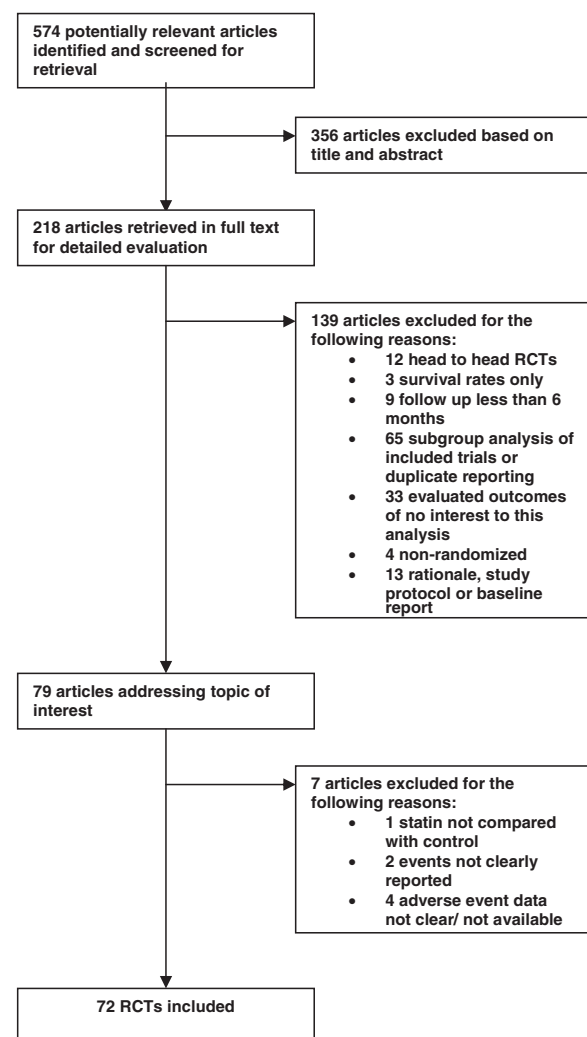 574 potentially relevant articles
identified and screened for
retrieval
356 articles excluded based on
title and abstract
218 articles retrieved in full text
for detailed evaluation
139 articles excluded for the
following reasons:
• 12 head to head RCTs
• 3 survival rates only
• 9 follow up less than 6
months
• 65 subgroup analysis of
included trials or
duplicate reporting
• 33 evaluated outcomes
of no interest to this
analysis
• 4 non-randomized
• 13 rationale, study
protocol or baseline
report
79 articles addressing topic of
interest
7 articles excluded for the
following reasons:
• 1 statin not compared
with control
• 2 events not clearly
reported
• 4 adverse event data
not clear/ not available
72 RCTs included